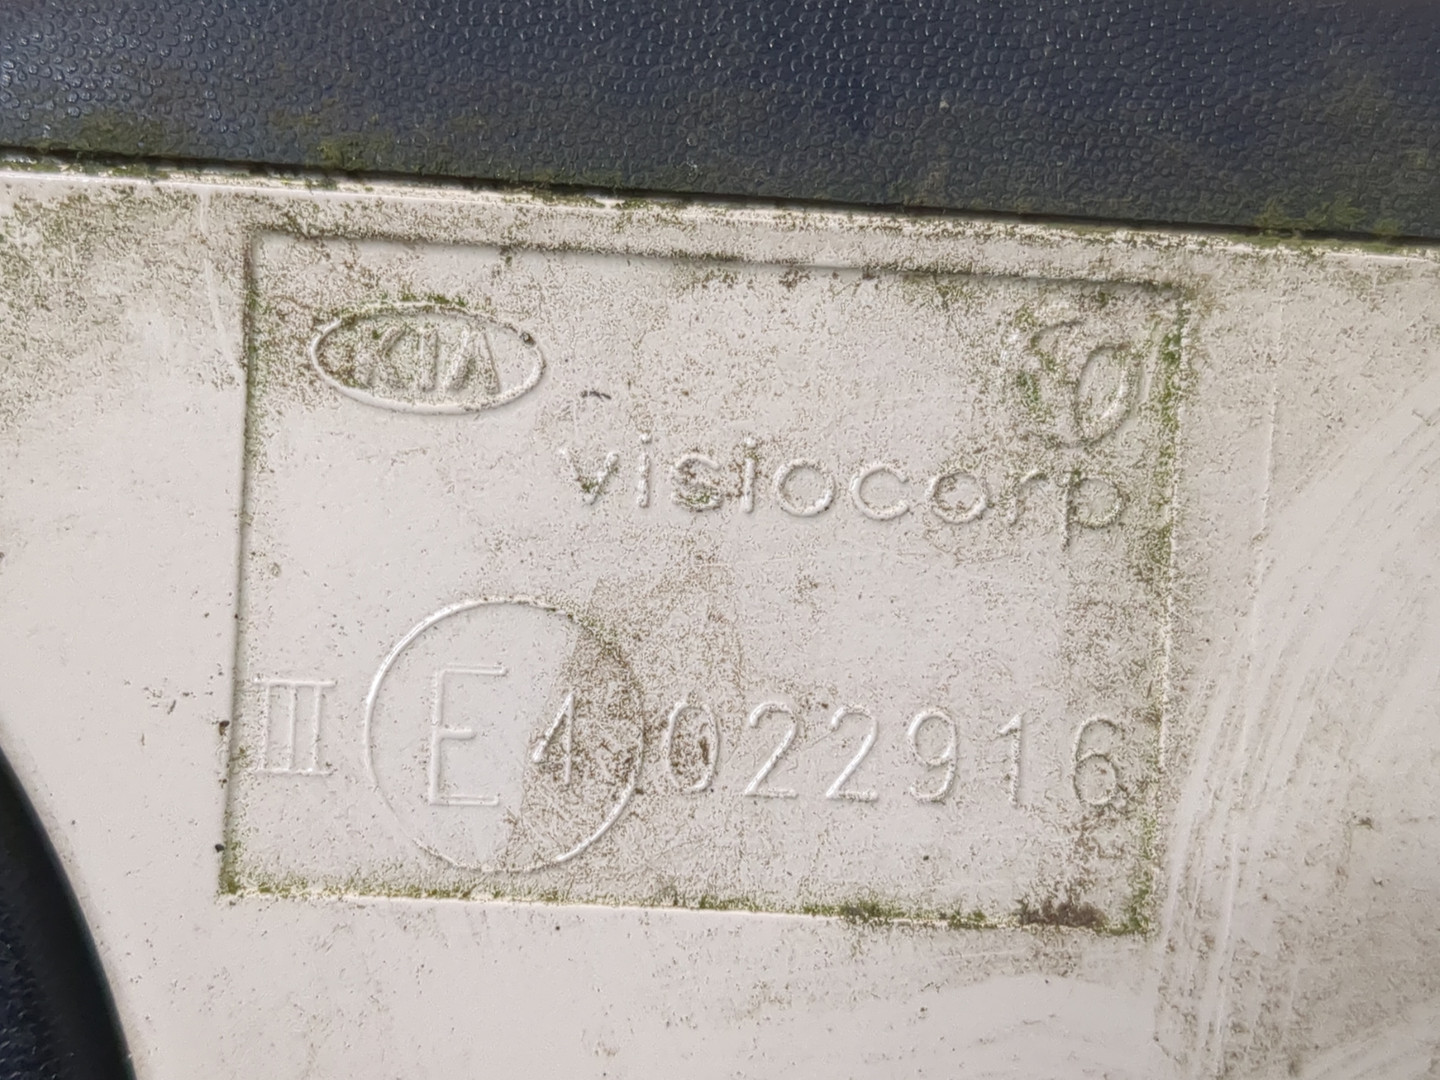 KIA
visiocorp
III E4 022916